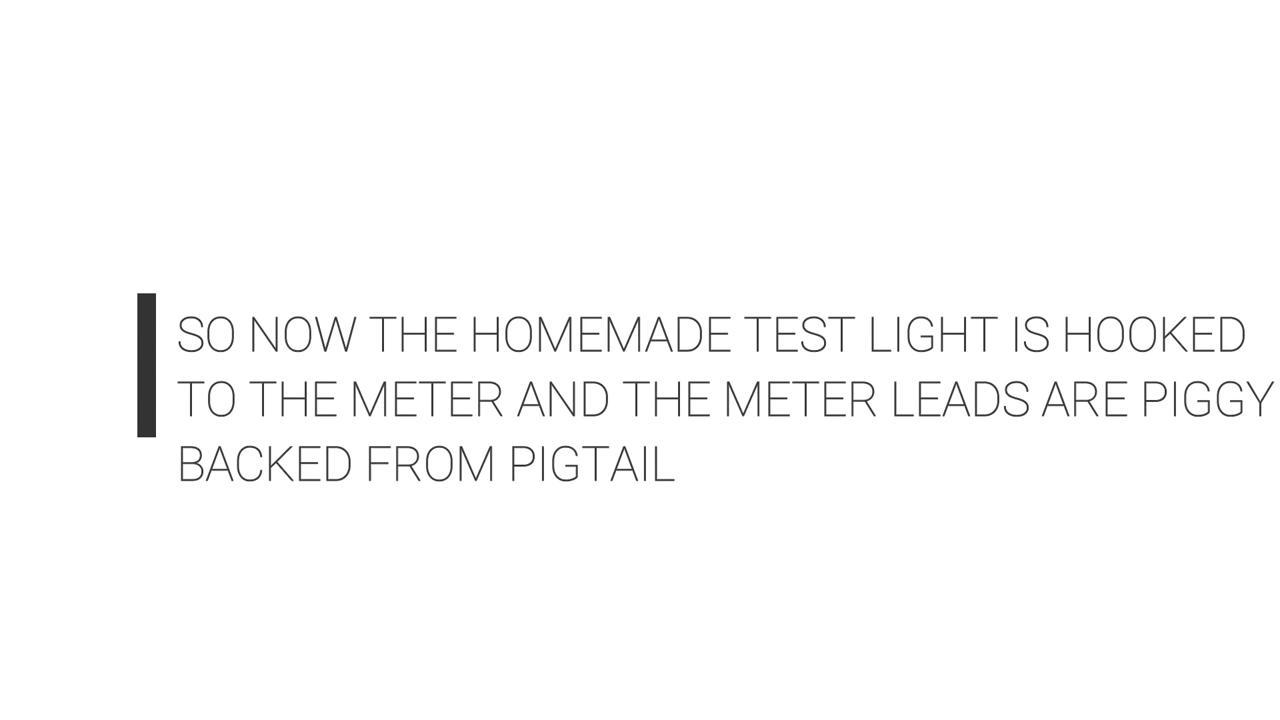 SO NOW THE HOMEMADE TEST LIGHT IS HOOKED
TO THE METER AND THE METER LEADS ARE PIGGY
BACKED FROM PIGTAIL